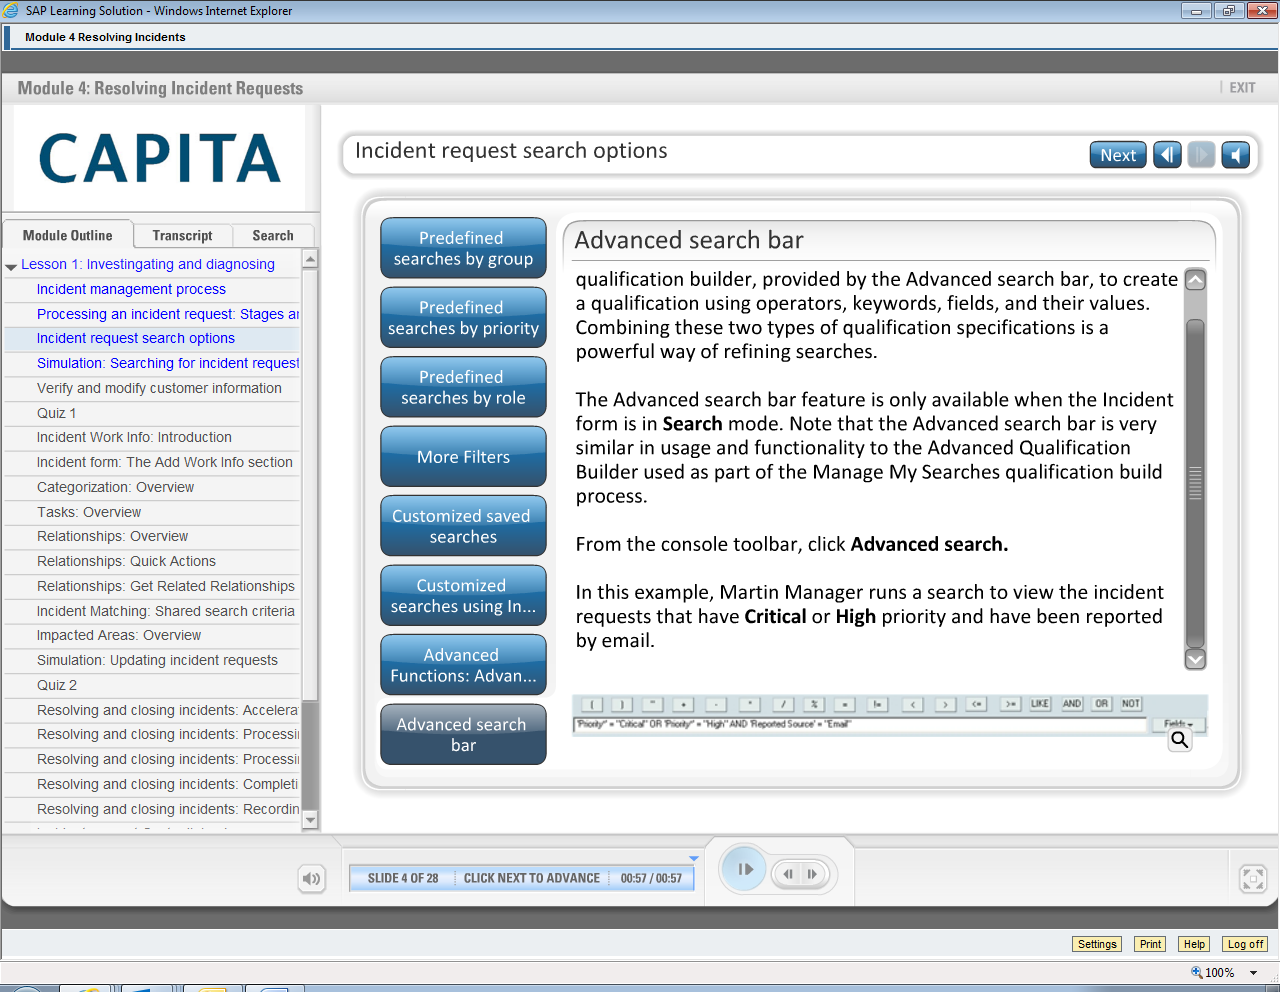 SAP Learning Solution - Windows Internet Explorer
Module 4 Resolving Incidents
Module 4: Resolving Incident Requests
EXIT
CAPITA
Incident request search options
Next
Module Outline
Transcript
Search
Lesson 1: Investingating and diagnosing
Incident management process
Processing an incident request: Stages ar
Incident request search options
Simulation: Searching for incident request
Verify and modify customer information
Quiz 1
Incident Work Info: Introduction
Incident form: The Add Work Info section
Categorization: Overview
Tasks: Overview
Relationships: Overview
Relationships: Quick Actions
Relationships: Get Related Relationships
Incident Matching: Shared search criteria
Impacted Areas: Overview
Simulation: Updating incident requests
Quiz 2
Resolving and closing incidents: Accelera
Resolving and closing incidents: Processi
Resolving and closing incidents: Processi
Resolving and closing incidents: Completi
Resolving and closing incidents: Recordin
Predefined
searches by group
Predefined
searches by priority
Predefined
searches by role
More Filters
Customized saved
searches
Customized
searches using In...
Advanced
Functions: Advan...
Advanced search
bar
Advanced search bar
qualification builder, provided by the Advanced search bar, to create
a qualification using operators, keywords, fields, and their values.
Combining these two types of qualification specifications is a
powerful way of refining searches.
The Advanced search bar feature is only available when the Incident
form is in Search mode. Note that the Advanced search bar is very
similar in usage and functionality to the Advanced Qualification
Builder used as part of the Manage My Searches qualification build
process.
From the console toolbar, click Advanced search.
In this example, Martin Manager runs a search to view the incident
requests that have Critical or High priority and have been reported
by email.
( ) " + - * / % = != < > <= >= LIKE AND OR NOT
'Priority*' = "Critical" OR 'Priority*' = "High" AND 'Reported Source' = "Email"
Fields
SLIDE 4 OF 28
CLICK NEXT TO ADVANCE
00:57 / 00:57
Settings
Print
Help
Log off
100%